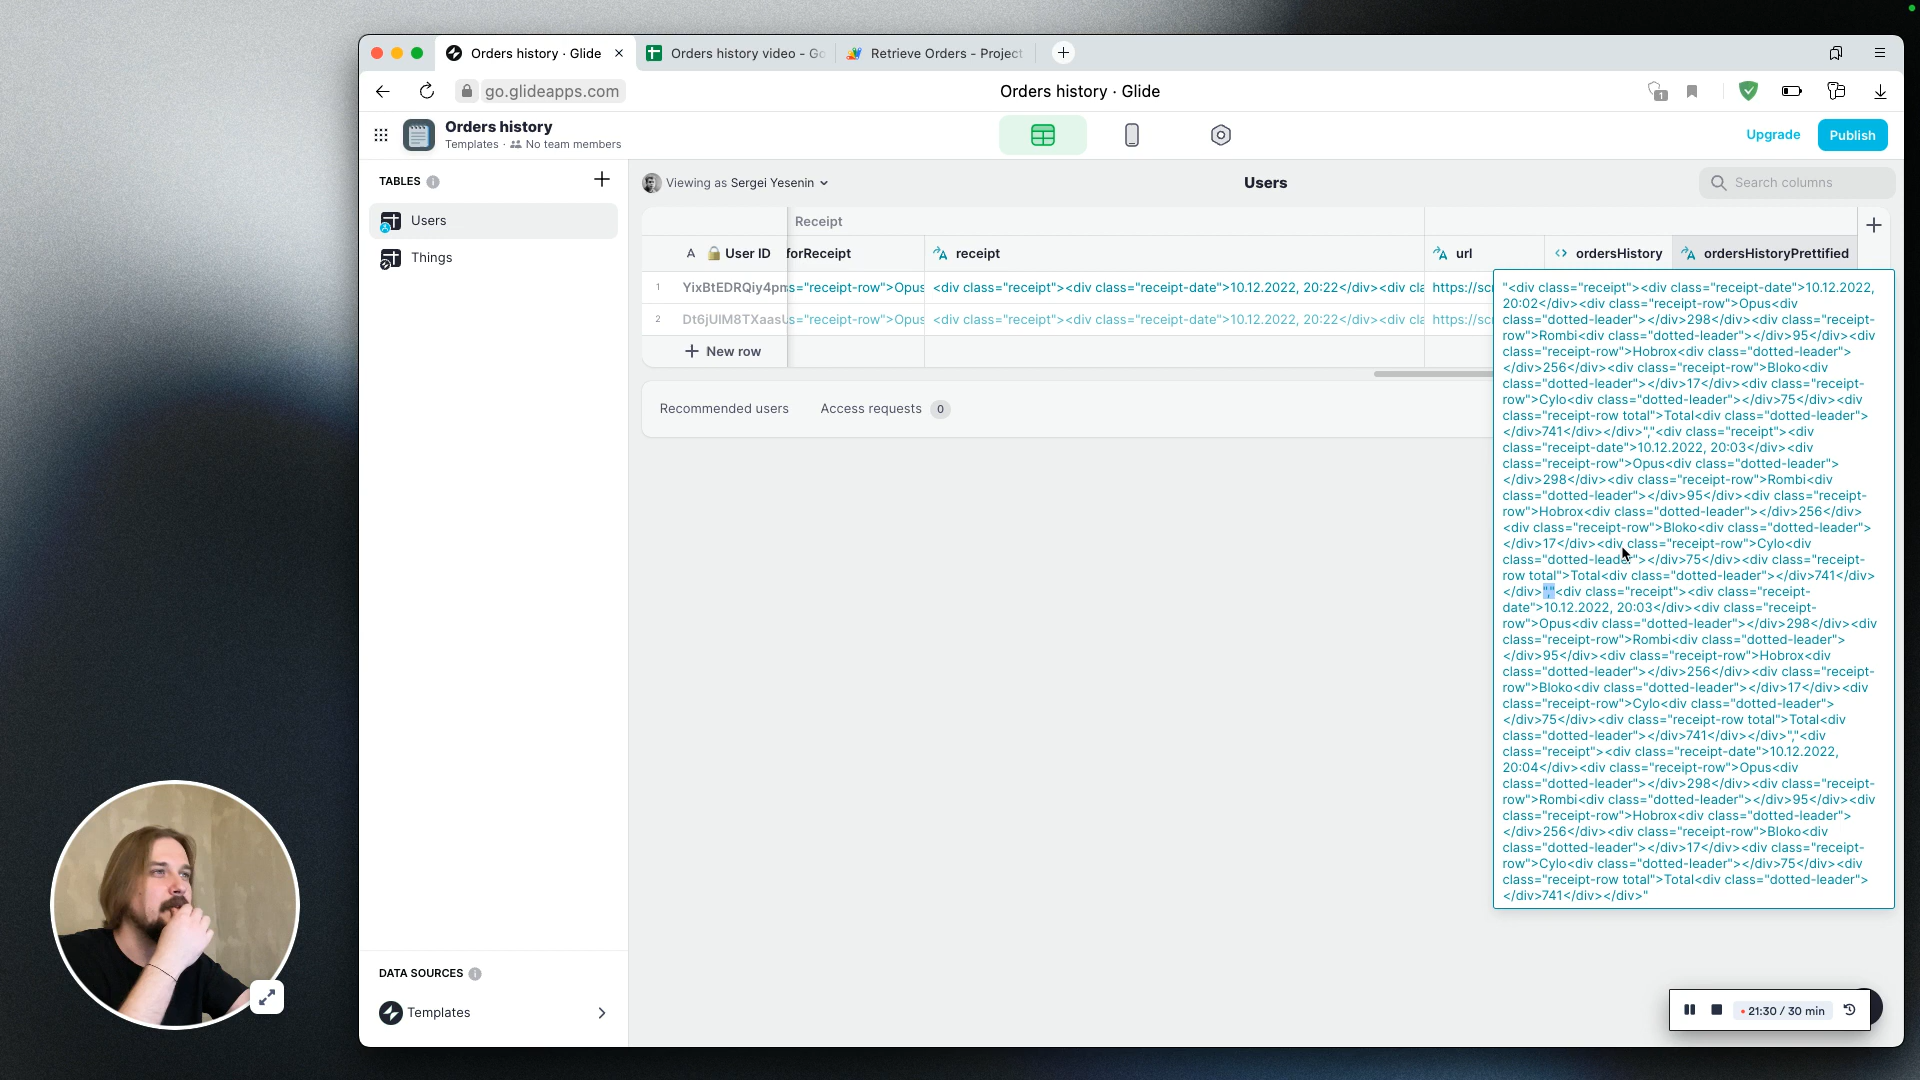 Orders history · Glide
Orders history video - Go
Retrieve Orders - Project
go.glideapps.com
Orders history · Glide
1
Orders history
Templates · No team members
Upgrade
Publish
TABLES
Users
Things
Viewing as Sergei Yesenin
Users
Search columns
Receipt
A 🔒 User ID
forReceipt
receipt
url
ordersHistory
ordersHistoryPrettified
1
YixBtEDRQiy4pm
s="receipt-row">Opus
<div class="receipt"><div class="receipt-date">10.12.2022, 20:22</div><div cla
https://scr
2
Dt6jUIM8TXaasU
s="receipt-row">Opus
<div class="receipt"><div class="receipt-date">10.12.2022, 20:22</div><div cla
https://scr
New row
Recommended users
Access requests 0
"<div class="receipt"><div class="receipt-date">10.12.2022,
20:02</div><div class="receipt-row">Opus<div
class="dotted-leader"></div>298</div><div class="receipt-
row">Rombi<div class="dotted-leader"></div>95</div><div
class="receipt-row">Hobrox<div class="dotted-leader">
</div>256</div><div class="receipt-row">Bloko<div
class="dotted-leader"></div>17</div><div class="receipt-
row">Cylo<div class="dotted-leader"></div>75</div><div
class="receipt-row total">Total<div class="dotted-leader">
</div>741</div></div>","<div class="receipt"><div
class="receipt-date">10.12.2022, 20:03</div><div
class="receipt-row">Opus<div class="dotted-leader">
</div>298</div><div class="receipt-row">Rombi<div
class="dotted-leader"></div>95</div><div class="receipt-
row">Hobrox<div class="dotted-leader"></div>256</div>
<div class="receipt-row">Bloko<div class="dotted-leader">
</div>17</div><div class="receipt-row">Cylo<div
class="dotted-leader"></div>75</div><div class="receipt-
row total">Total<div class="dotted-leader"></div>741</div>
</div>","<div class="receipt"><div class="receipt-
date">10.12.2022, 20:03</div><div class="receipt-
row">Opus<div class="dotted-leader"></div>298</div><div
class="receipt-row">Rombi<div class="dotted-leader">
</div>95</div><div class="receipt-row">Hobrox<div
class="dotted-leader"></div>256</div><div class="receipt-
row">Bloko<div class="dotted-leader"></div>17</div><div
class="receipt-row">Cylo<div class="dotted-leader">
</div>75</div><div class="receipt-row total">Total<div
class="dotted-leader"></div>741</div></div>","<div
class="receipt"><div class="receipt-date">10.12.2022,
20:04</div><div class="receipt-row">Opus<div
class="dotted-leader"></div>298</div><div class="receipt-
row">Rombi<div class="dotted-leader"></div>95</div><div
class="receipt-row">Hobrox<div class="dotted-leader">
</div>256</div><div class="receipt-row">Bloko<div
class="dotted-leader"></div>17</div><div class="receipt-
row">Cylo<div class="dotted-leader"></div>75</div><div
class="receipt-row total">Total<div class="dotted-leader">
</div>741</div></div>"
DATA SOURCES
Templates
21:30 / 30 min